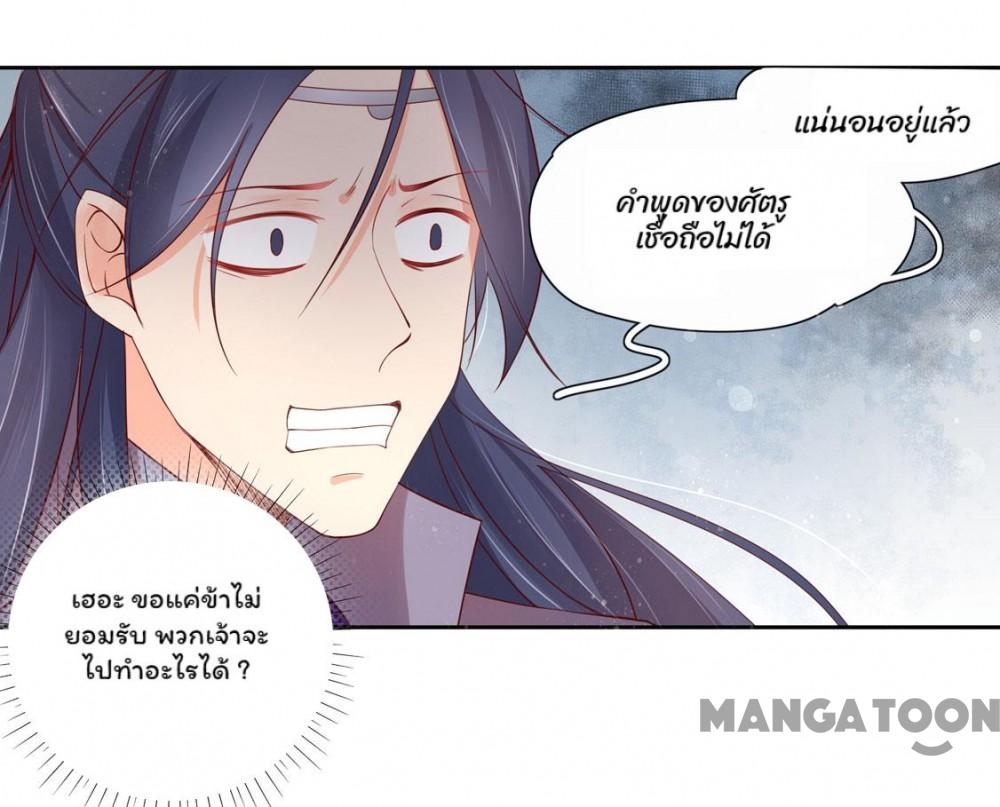 แน่นอนอยู่แล้ว
คำพูดของศัตรู
เชื่อถือไม่ได้
เฮอะ ขอแค่ข้าไม่
ยอมรับ พวกเจ้าจะ
ไปทำอะไรได้ ?
MANGATOON